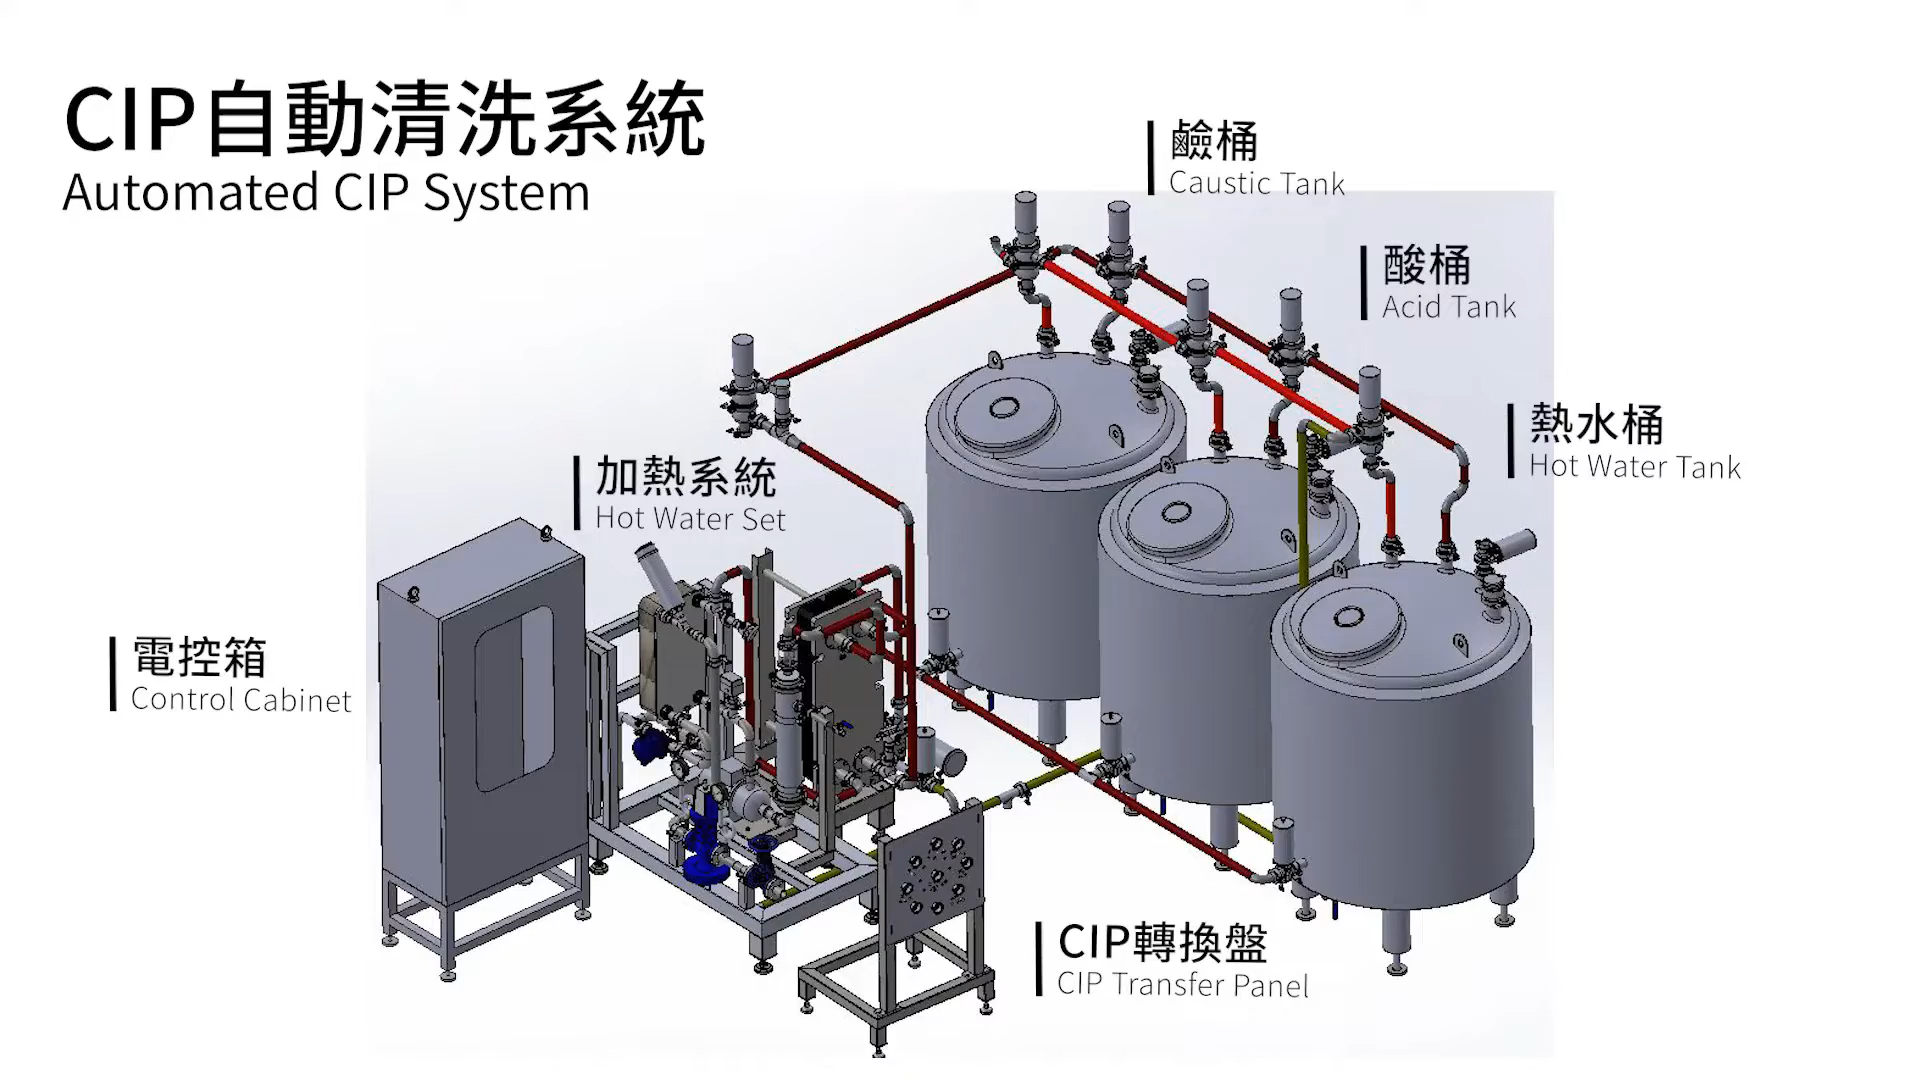 CIP自動清洗系統
Automated CIP System
鹼桶
Caustic Tank
酸桶
Acid Tank
熱水桶
Hot Water Tank
加熱系統
Hot Water Set
電控箱
Control Cabinet
CIP轉換盤
CIP Transfer Panel